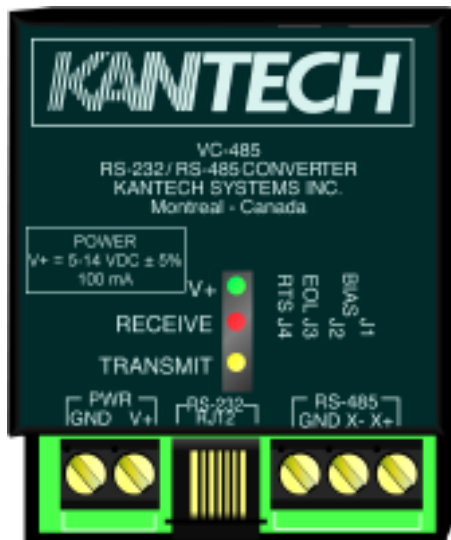 KANTECH
VC-485
RS-232 / RS-485 CONVERTER
KANTECH SYSTEMS INC.
Montreal - Canada
POWER
V+ = 5-14 VDC ± 5%
100 mA
V+
RECEIVE
TRANSMIT
RTS J4
EOL J3
BIAS J2
J1
PWR
GND V+
RS-232
RJ12
RS-485
GND X- X+